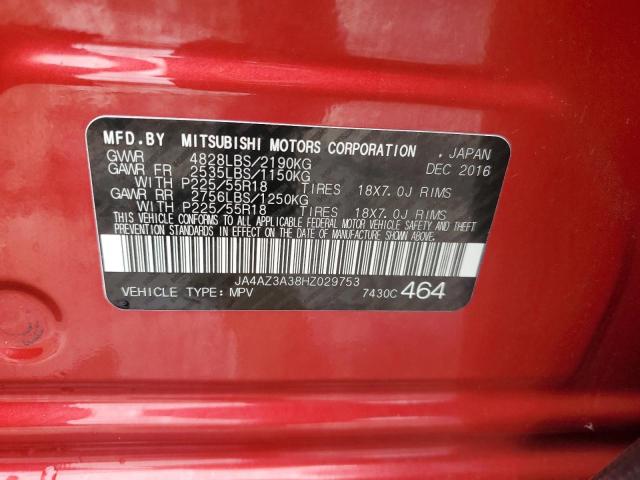 MFD.BY MITSUBISHI MOTORS CORPORATION , JAPAN
GVWR 4828LBS/2190KG DEC 2016
GAWR FR 2535LBS/1150KG
WITH P225/55R18 TIRES 18X7.0J RIMS
GAWR RR 2756LBS/1250KG
WITH P225/55R18 TIRES 18X7.0J RIMS
THIS VEHICLE CONFORMS TO ALL APPLICABLE FEDERAL MOTOR VEHICLE SAFETY AND THEFT
PREVENTION STANDARDS IN EFFECT ON THE DATE OF MANUFACTURE SHOWN ABOVE.
JA4AZ3A38HZ029753
VEHICLE TYPE: MPV 7430C 464